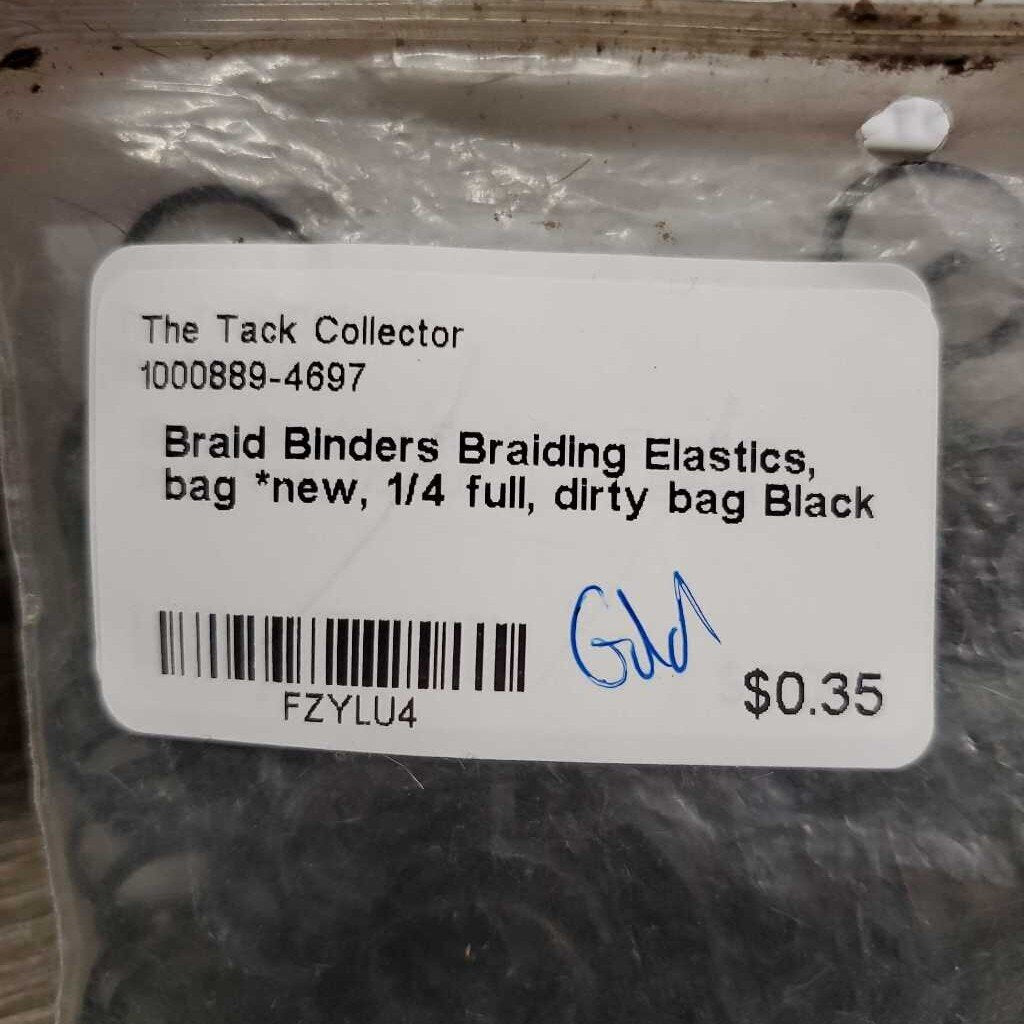 The Tack Collector
1000889-4697
Braid Binders Braiding Elastics,
bag *new, 1/4 full, dirty bag Black
FZYLU4
$0.35